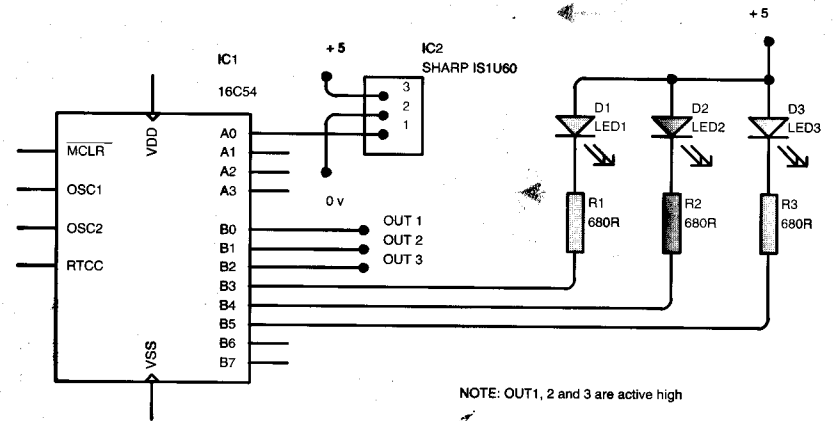 + 5
IC1
16C54
+ 5
IC2
SHARP IS1U60
3
2
1
0 v
VDD
VSS
MCLR
OSC1
OSC2
RTCC
A0
A1
A2
A3
B0
B1
B2
B3
B4
B5
B6
B7
OUT 1
OUT 2
OUT 3
D1
LED1
D2
LED2
D3
LED3
R1
680R
R2
680R
R3
680R
NOTE: OUT1, 2 and 3 are active high